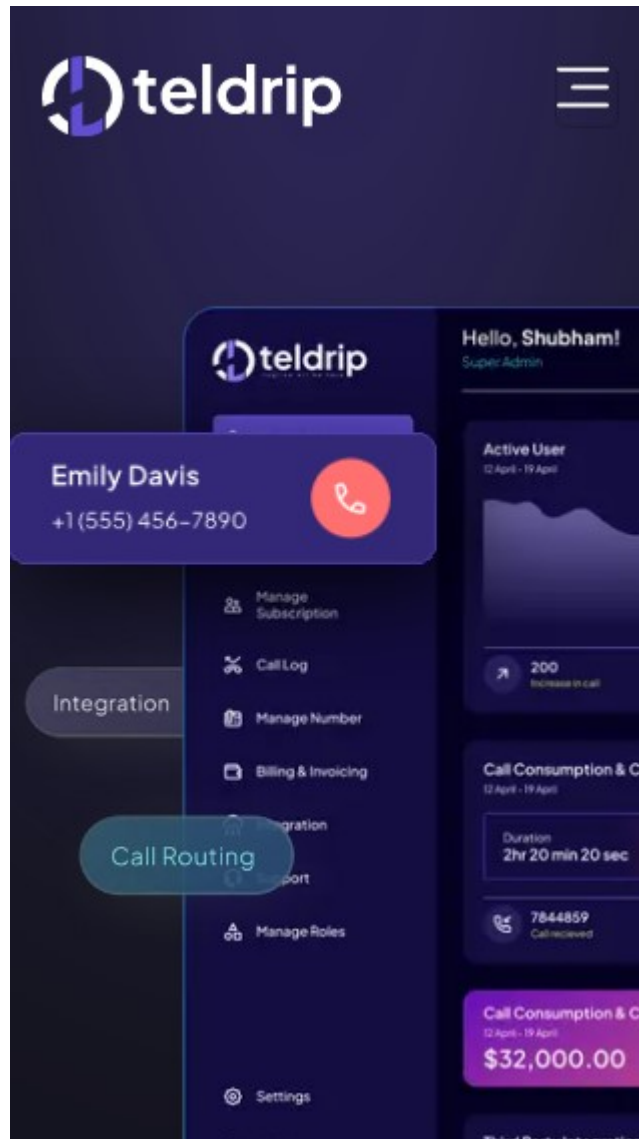 teldrip
teldrip
Hello, Shubham!
Super Admin
Emily Davis
+1 (555) 456-7890
Manage
Subscription
Call Log
Manage Number
Billing & Invoicing
gration
port
Manage Roles
Settings
Integration
Call Routing
Active User
12 April - 19 April
200
Increase in call
Call Consumption & C
12 April - 19 April
Duration
2hr 20 min 20 sec
7844859
Call recieved
Call Consumption & C
12 April - 19 April
$32,000.00